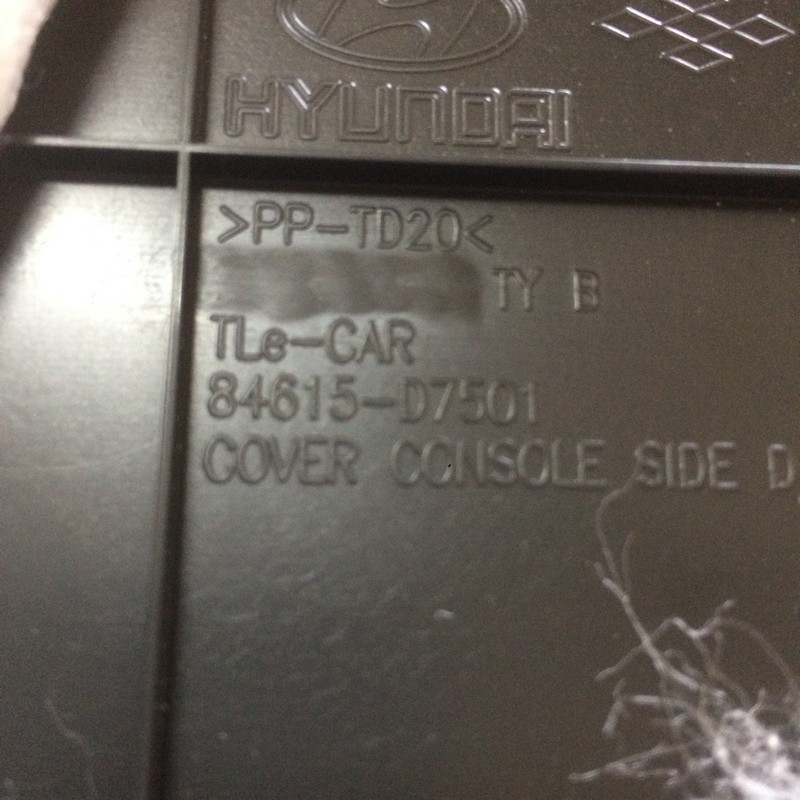 HYUNDAI
>PP-TD20<
TY B
TLe-CAR
84615-D7501
COVER CONSOLE SIDE D